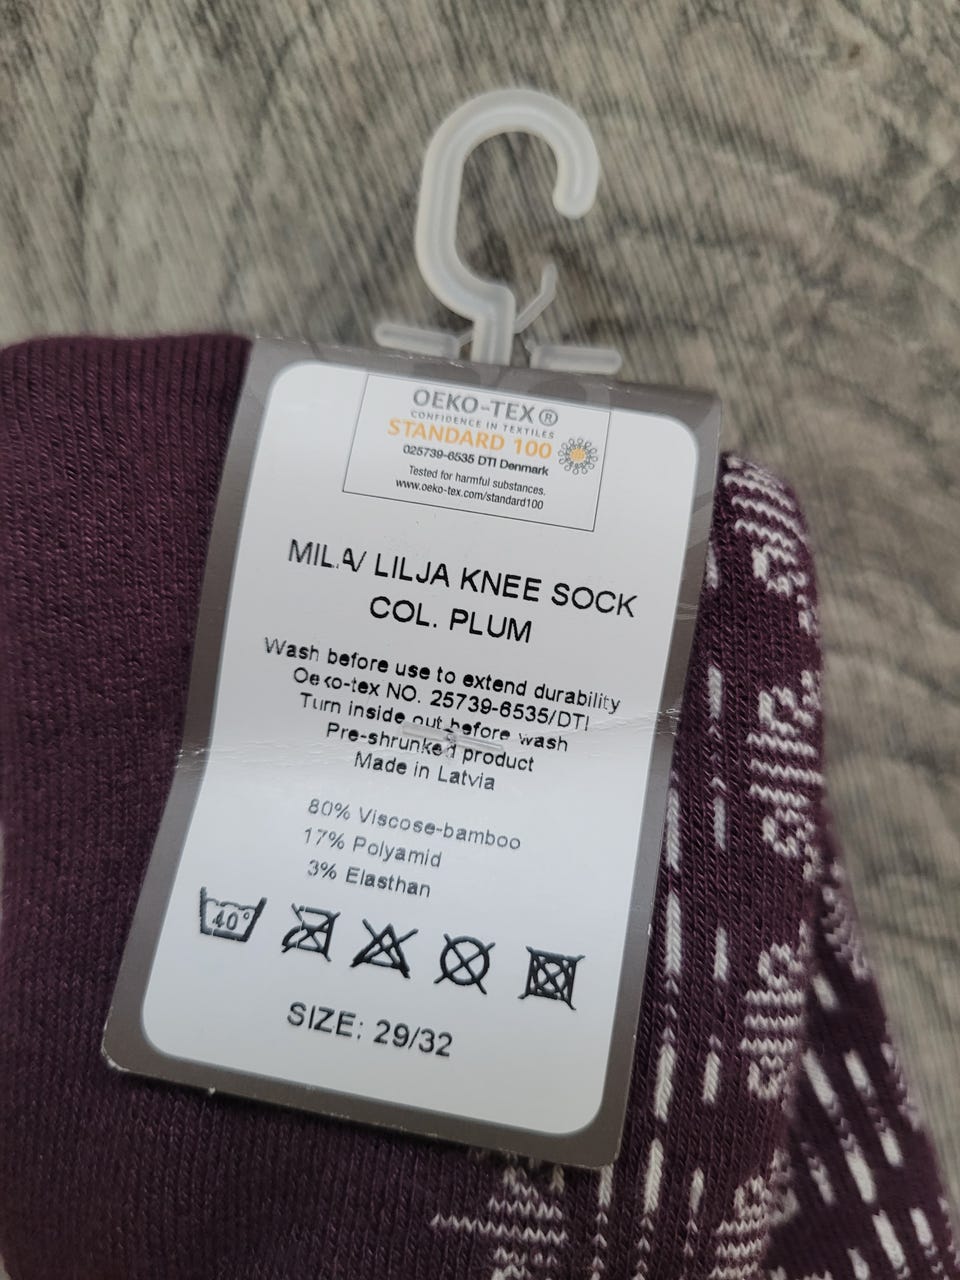 OEKO-TEX®
CONFIDENCE IN TEXTILES
STANDARD 100
025739-6535 DTI Denmark
Tested for harmful substances.
www.oeko-tex.com/standard100
MILA/ LILJA KNEE SOCK
COL. PLUM
Wash before use to extend durability
Oeko-tex NO. 25739-6535/DTI
Turn inside out before wash
Pre-shrunked product
Made in Latvia
80% Viscose-bamboo
17% Polyamid
3% Elasthan
40°
SIZE: 29/32